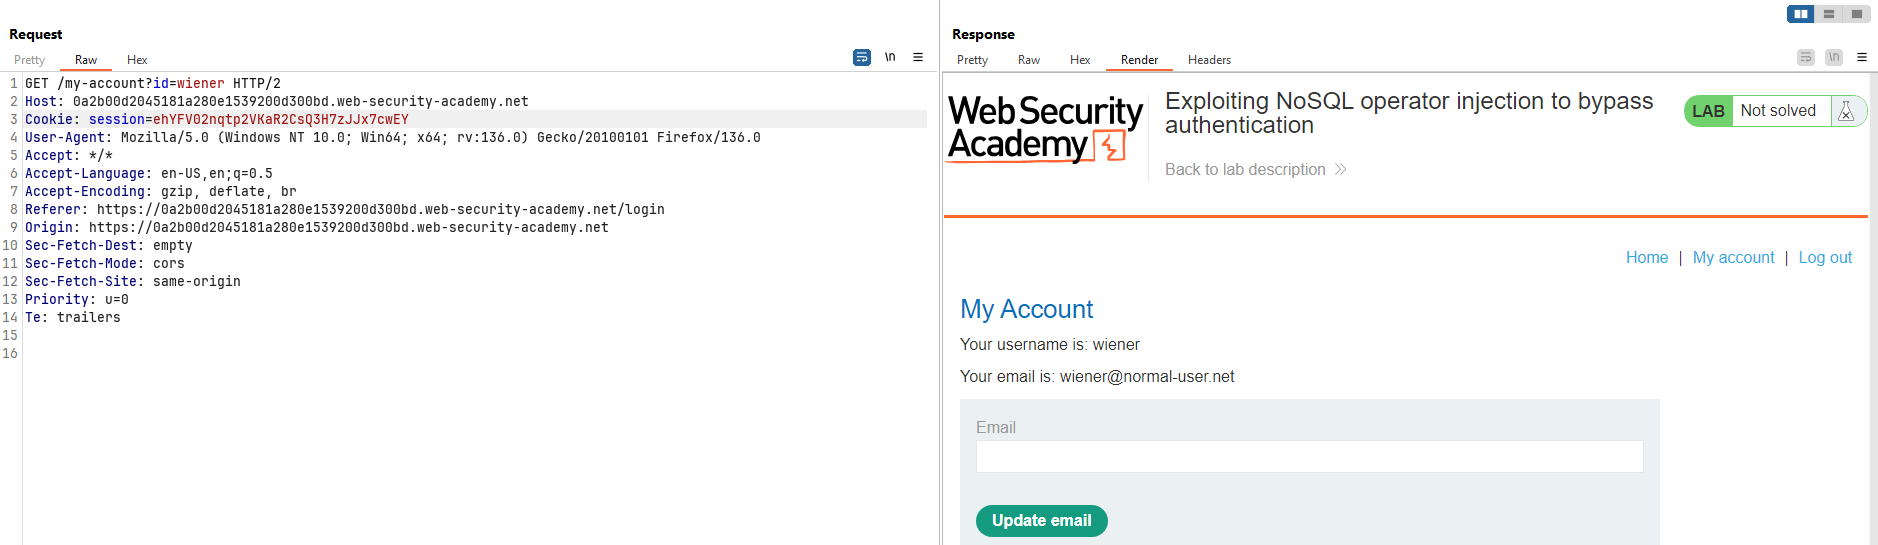 Request
Pretty Raw Hex
\n
1 GET /my-account?id=wiener HTTP/2
2 Host: 0a2b00d2045181a280e1539200d300bd.web-security-academy.net
3 Cookie: session=ehYFV02nqtp2VKaR2CsQ3H7zJJx7cwEY
4 User-Agent: Mozilla/5.0 (Windows NT 10.0; Win64; x64; rv:136.0) Gecko/20100101 Firefox/136.0
5 Accept: */*
6 Accept-Language: en-US,en;q=0.5
7 Accept-Encoding: gzip, deflate, br
8 Referer: https://0a2b00d2045181a280e1539200d300bd.web-security-academy.net/login
9 Origin: https://0a2b00d2045181a280e1539200d300bd.web-security-academy.net
10 Sec-Fetch-Dest: empty
11 Sec-Fetch-Mode: cors
12 Sec-Fetch-Site: same-origin
13 Priority: u=0
14 Te: trailers
15
16
Response
Pretty Raw Hex Render Headers
\n
Web Security
Academy
Exploiting NoSQL operator injection to bypass
authentication
Back to lab description
LAB Not solved
Home | My account | Log out
My Account
Your username is: wiener
Your email is: wiener@normal-user.net
Email
Update email